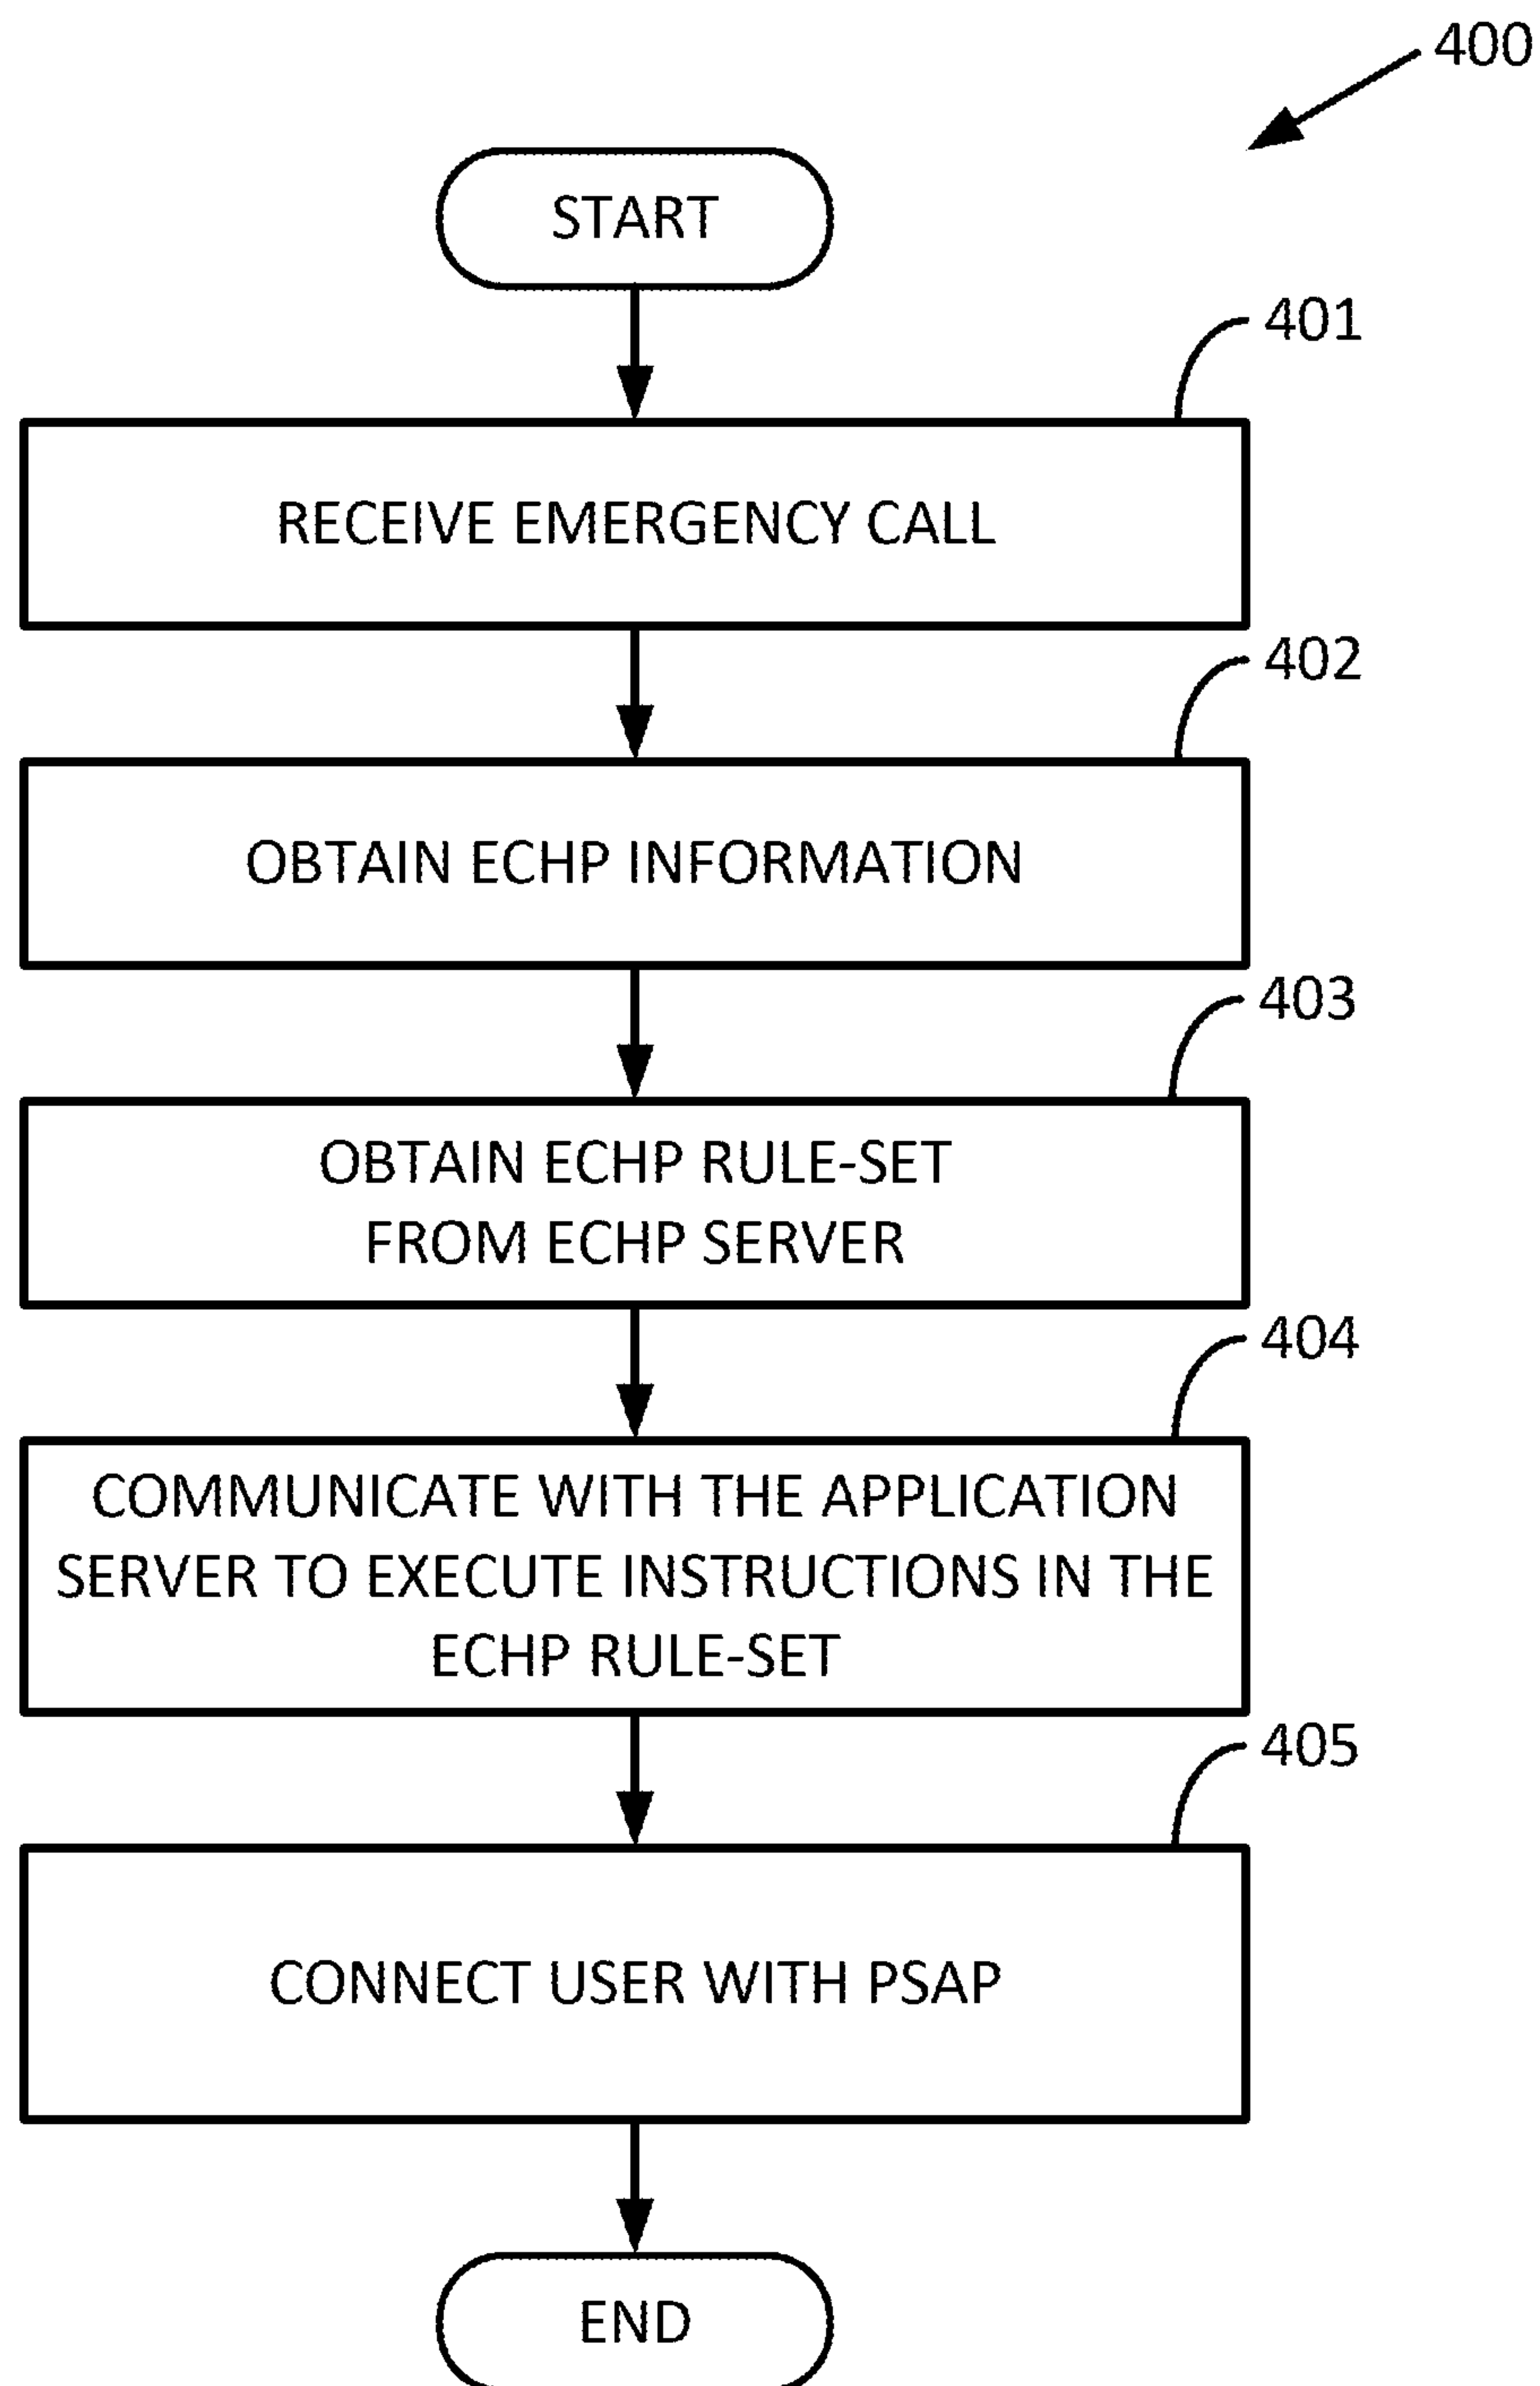 400
START
401
RECEIVE EMERGENCY CALL
402
OBTAIN ECHP INFORMATION
403
OBTAIN ECHP RULE-SET
FROM ECHP SERVER
404
COMMUNICATE WITH THE APPLICATION
SERVER TO EXECUTE INSTRUCTIONS IN THE
ECHP RULE-SET
405
CONNECT USER WITH PSAP
END